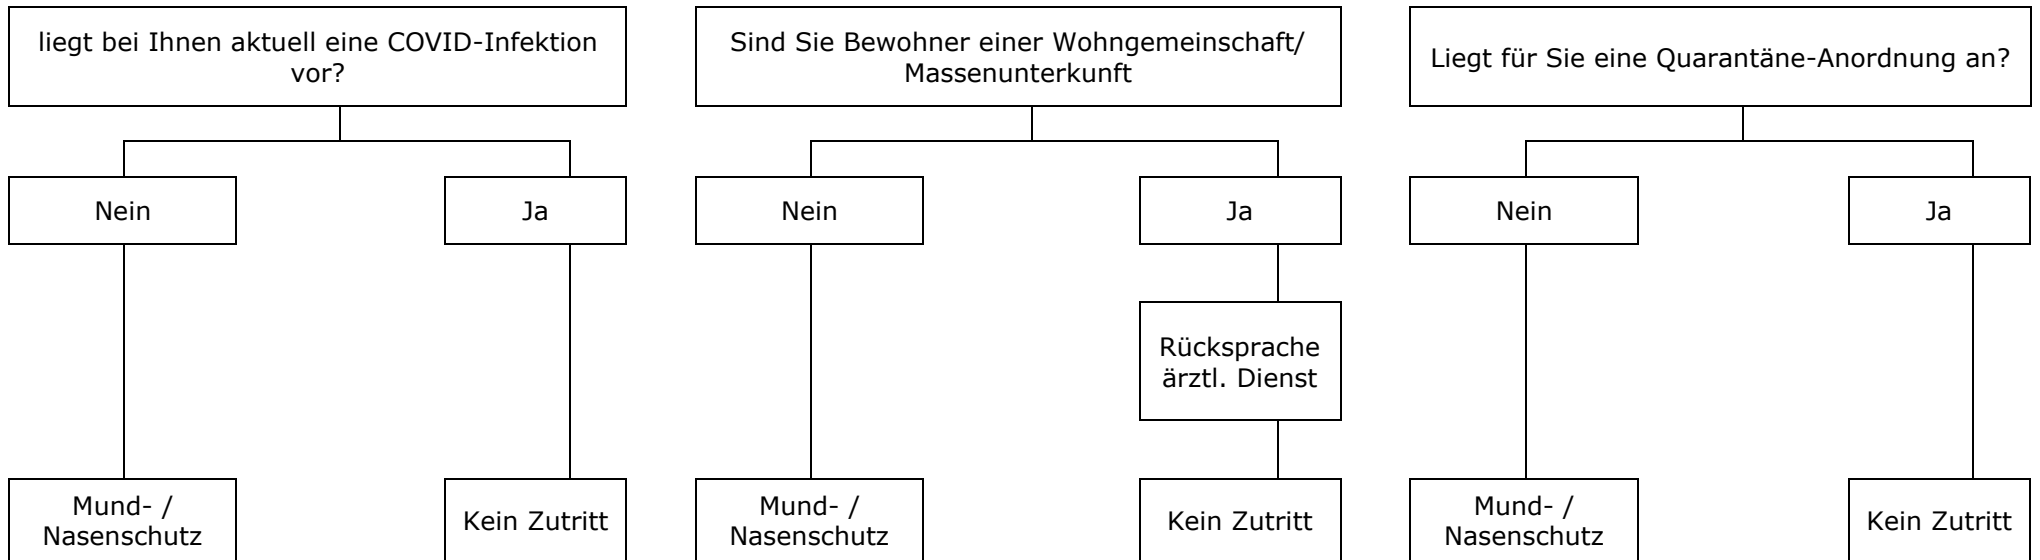 liegt bei Ihnen aktuell eine COVID-Infektion
vor?
Nein
Ja
Mund- /
Nasenschutz
Kein Zutritt
Sind Sie Bewohner einer Wohngemeinschaft/
Massenunterkunft
Nein
Ja
Rücksprache
ärztl. Dienst
Mund- /
Nasenschutz
Kein Zutritt
Liegt für Sie eine Quarantäne-Anordnung an?
Nein
Ja
Mund- /
Nasenschutz
Kein Zutritt